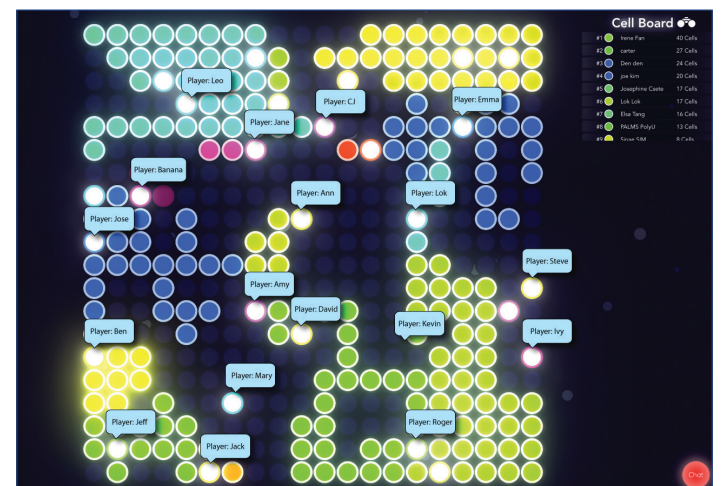 Cell Board
#1 Irene Fan 40 Cells
#2 carter 27 Cells
#3 Den den 24 Cells
#4 joe kim 20 Cells
#5 Josephine Csete 17 Cells
#6 Lok Lok 17 Cells
#7 Elsa Tang 16 Cells
#8 PALMS PolyU 13 Cells
#9 8 Cells
Player: Leo
Player: CJ
Player: Emma
Player: Jane
Player: Banana
Player: Ann
Player: Lok
Player: Jose
Player: Steve
Player: Amy
Player: David
Player: Kevin
Player: Ben
Player: Ivy
Player: Mary
Player: Jeff
Player: Roger
Player: Jack
Chat